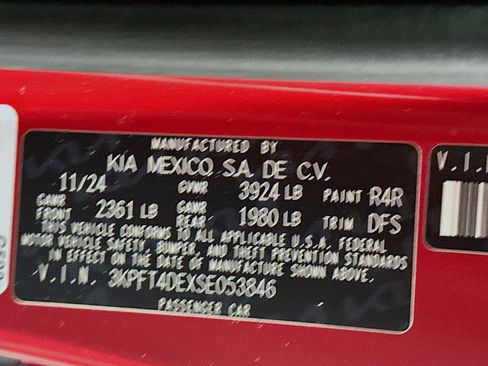 MANUFACTURED BY
KIA MEXICO, S.A. DE C.V.
11/24 GVWR 3924 LB PAINT R4R
GAWR FRONT 2361 LB GAWR REAR 1980 LB TRIM DFS
THIS VEHICLE CONFORMS TO ALL APPLICABLE U.S.A. FEDERAL
MOTOR VEHICLE SAFETY, BUMPER, AND THEFT PREVENTION STANDARDS
IN EFFECT ON THE DATE OF MANUFACTURE SHOWN ABOVE.
V.I.N. 3KPFT4DEXSE053846
PASSENGER CAR
V.I.